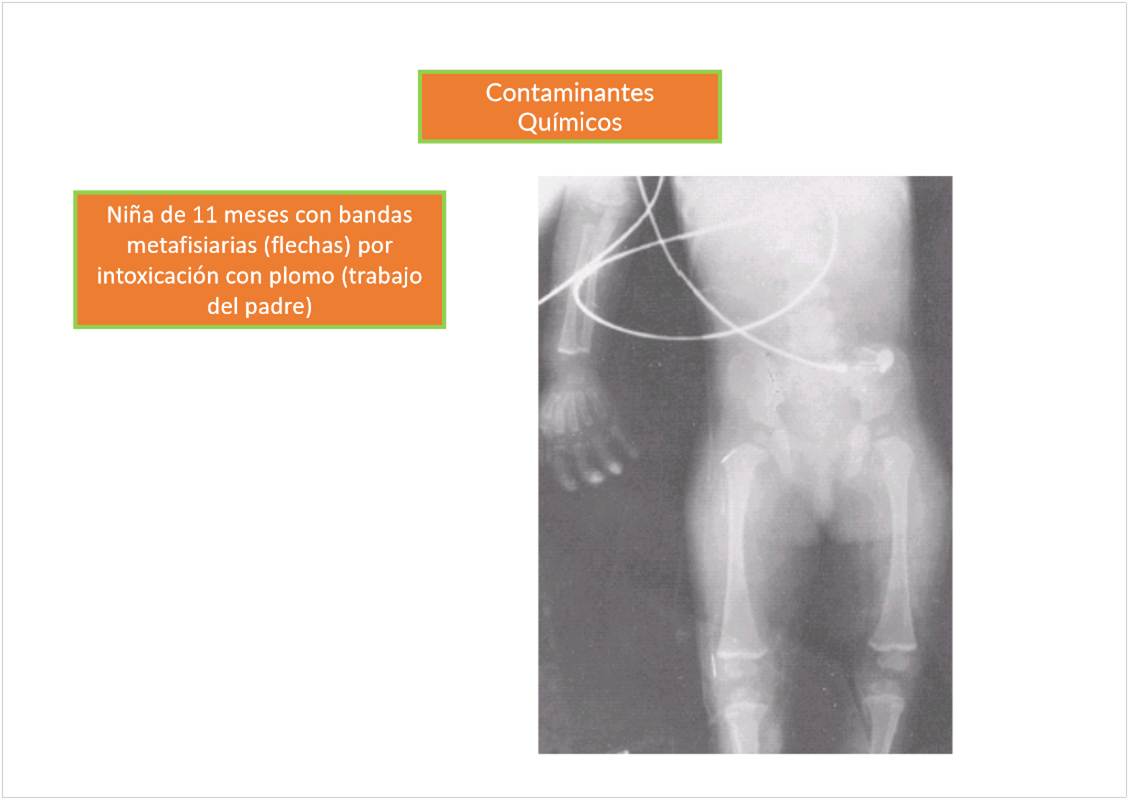 Contaminantes
Químicos
Niña de 11 meses con bandas
metafisiarias (flechas) por
intoxicación con plomo (trabajo
del padre)